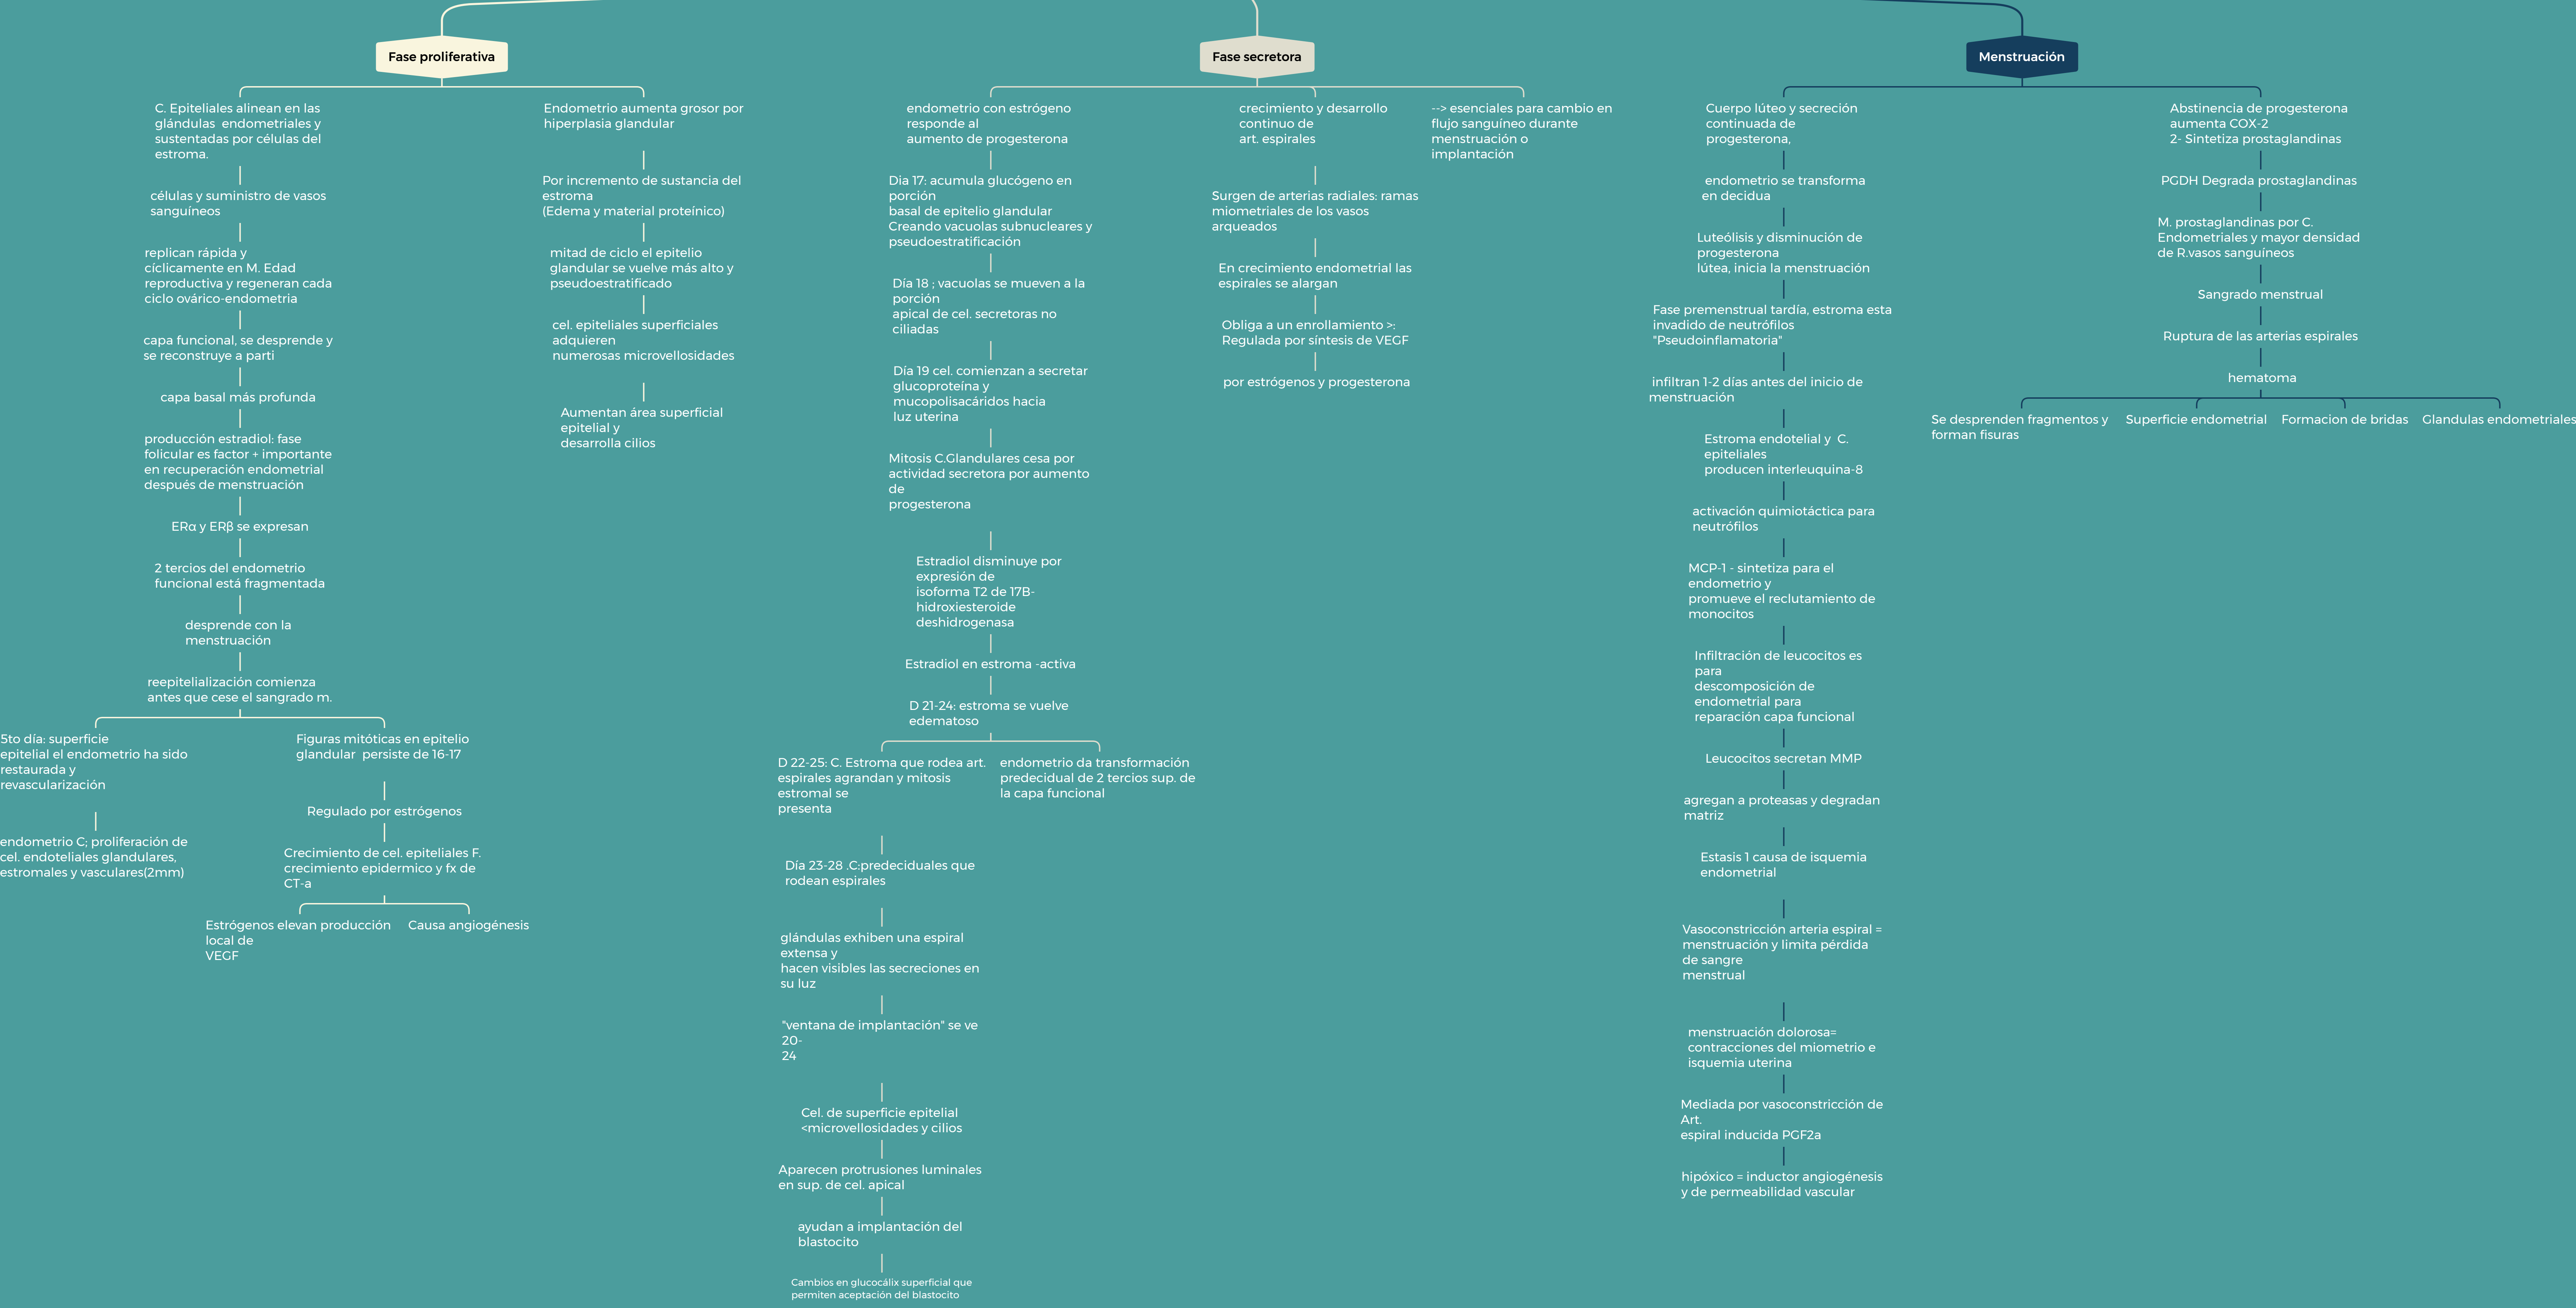 Fase proliferativa
C. Epiteliales alinean en las
glándulas  endometriales y
sustentadas por células del
estroma.
células y suministro de vasos
sanguíneos
replican rápida y
cíclicamente en M. Edad
reproductiva y regeneran cada
ciclo ovárico-endometria
capa funcional, se desprende y
se reconstruye a parti
capa basal más profunda
producción estradiol: fase
folicular es factor + importante
en recuperación endometrial
después de menstruación
ERα y ERβ se expresan
2 tercios del endometrio
funcional está fragmentada
desprende con la
menstruación
reepitelialización comienza
antes que cese el sangrado m.
5to día: superficie
epitelial el endometrio ha sido
restaurada y
revascularización
endometrio C; proliferación de
cel. endoteliales glandulares,
estromales y vasculares(2mm)
Figuras mitóticas en epitelio
glandular  persiste de 16-17
Regulado por estrógenos
Crecimiento de cel. epiteliales F.
crecimiento epidermico y fx de
CT-a
Estrógenos elevan producción
local de
VEGF
Causa angiogénesis
Endometrio aumenta grosor por
hiperplasia glandular
Por incremento de sustancia del
estroma
(Edema y material proteínico)
mitad de ciclo el epitelio
glandular se vuelve más alto y
pseudoestratificado
cel. epiteliales superficiales
adquieren
numerosas microvellosidades
Aumentan área superficial
epitelial y
desarrolla cilios
Fase secretora
endometrio con estrógeno
responde al
aumento de progesterona
Dia 17: acumula glucógeno en
porción
basal de epitelio glandular
Creando vacuolas subnucleares y
pseudoestratificación
Día 18 ; vacuolas se mueven a la
porción
apical de cel. secretoras no
ciliadas
Día 19 cel. comienzan a secretar
glucoproteína y
mucopolisacáridos hacia
luz uterina
Mitosis C.Glandulares cesa por
actividad secretora por aumento
de
progesterona
Estradiol disminuye por
expresión de
isoforma T2 de 17B-
hidroxiesteroide
deshidrogenasa
Estradiol en estroma -activa
D 21-24: estroma se vuelve
edematoso
D 22-25: C. Estroma que rodea art.
espirales agrandan y mitosis
estromal se
presenta
Día 23-28 .C:predeciduales que
rodean espirales
glándulas exhiben una espiral
extensa y
hacen visibles las secreciones en
su luz
"ventana de implantación" se ve
20-
24
Cel. de superficie epitelial
<microvellosidades y cilios
Aparecen protrusiones luminales
en sup. de cel. apical
ayudan a implantación del
blastocito
Cambios en glucocálix superficial que
permiten aceptación del blastocito
endometrio da transformación
predecidual de 2 tercios sup. de
la capa funcional
crecimiento y desarrollo
continuo de
art. espirales
Surgen de arterias radiales: ramas
miometriales de los vasos
arqueados
En crecimiento endometrial las
espirales se alargan
Obliga a un enrollamiento >:
Regulada por síntesis de VEGF
por estrógenos y progesterona
--> esenciales para cambio en
flujo sanguíneo durante
menstruación o
implantación
Menstruación
Cuerpo lúteo y secreción
continuada de
progesterona,
endometrio se transforma
en decidua
Luteólisis y disminución de
progesterona
lútea, inicia la menstruación
Fase premenstrual tardía, estroma esta
invadido de neutrófilos
"Pseudoinflamatoria"
infiltran 1-2 días antes del inicio de
menstruación
Estroma endotelial y  C.
epiteliales
producen interleuquina-8
activación quimiotáctica para
neutrófilos
MCP-1 - sintetiza para el
endometrio y
promueve el reclutamiento de
monocitos
Infiltración de leucocitos es
para
descomposición de
endometrial para
reparación capa funcional
Leucocitos secretan MMP
agregan a proteasas y degradan
matriz
Estasis 1 causa de isquemia
endometrial
Vasoconstricción arteria espiral =
menstruación y limita pérdida
de sangre
menstrual
menstruación dolorosa=
contracciones del miometrio e
isquemia uterina
Mediada por vasoconstricción de
Art.
espiral inducida PGF2a
hipóxico = inductor angiogénesis
y de permeabilidad vascular
Abstinencia de progesterona
aumenta COX-2
2- Sintetiza prostaglandinas
PGDH Degrada prostaglandinas
M. prostaglandinas por C.
Endometriales y mayor densidad
de R.vasos sanguíneos
Sangrado menstrual
Ruptura de las arterias espirales
hematoma
Se desprenden fragmentos y
forman fisuras
Superficie endometrial
Formacion de bridas
Glandulas endometriales